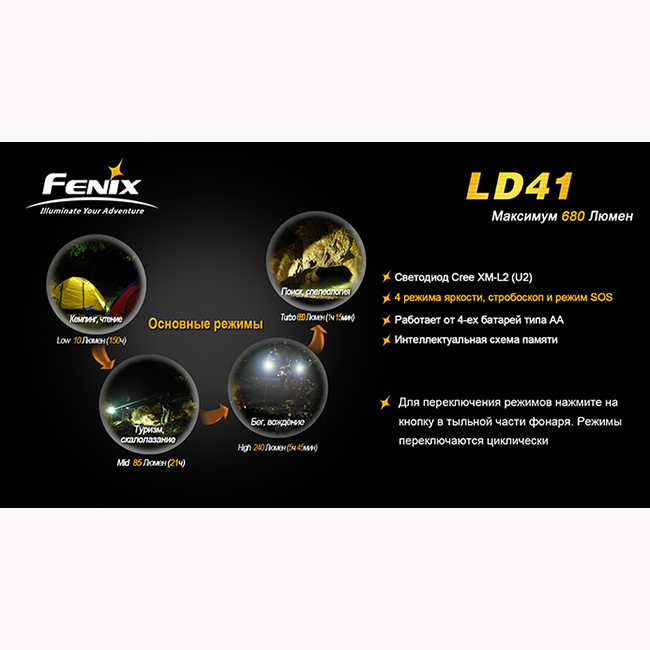 FENIX
Illuminate Your Adventure
LD41
Максимум 680 Люмен
Кемпинг, чтение
Low 10 Люмен (150ч)
Основные режимы
Туризм,
скалолазание
Mid 85 Люмен (21ч)
Бег, вождение
High 240 Люмен (5ч 45мин)
Поиск, спелеология
Turbo 680 Люмен (1ч 15мин)
Светодиод Cree XM-L2 (U2)
4 режима яркости, стробоскоп и режим SOS
Работает от 4-ех батарей типа АА
Интеллектуальная схема памяти
Для переключения режимов нажмите на
кнопку в тыльной части фонаря. Режимы
переключаются циклически